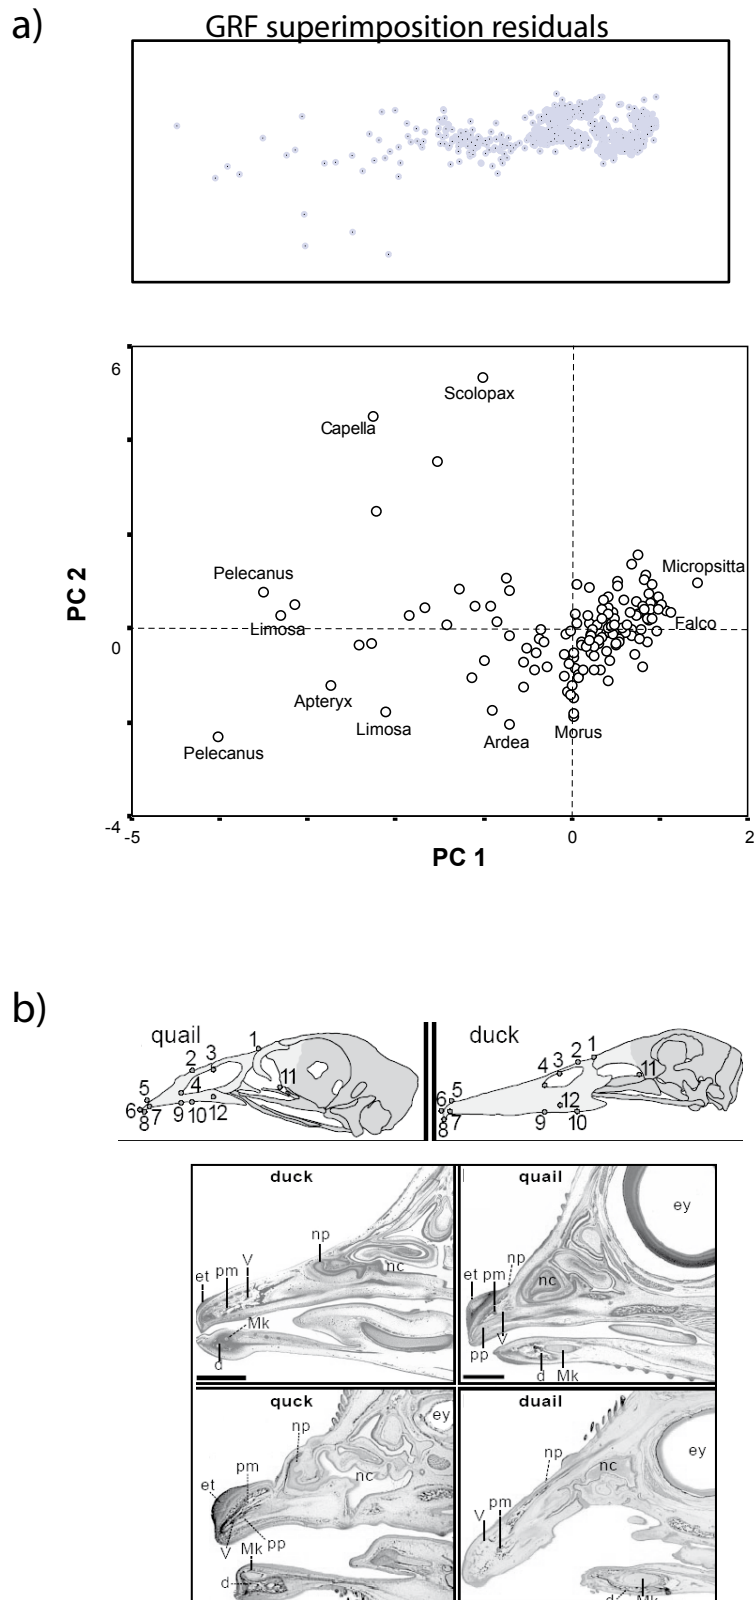 a)
GRF superimposition residuals
6
Scolopax
Capella
PC 2
Pelecanus
Micropsitta
Limosa
Falco
0
Apteryx
Limosa
Ardea
Morus
Pelecanus
-4
-5
0
2
PC 1
b)
quail
1
2
3
4
5
6
7
8
9
10
12
11
duck
1
2
3
4
5
6
7
8
9
10
12
11
duck
np
V
pm
et
nc
Mk
d
quail
ey
np
et
pm
nc
V
pp
d
Mk
quck
ey
np
pm
nc
et
V
Mk
pp
d
duail
np
ey
nc
pm
V
d
Mk